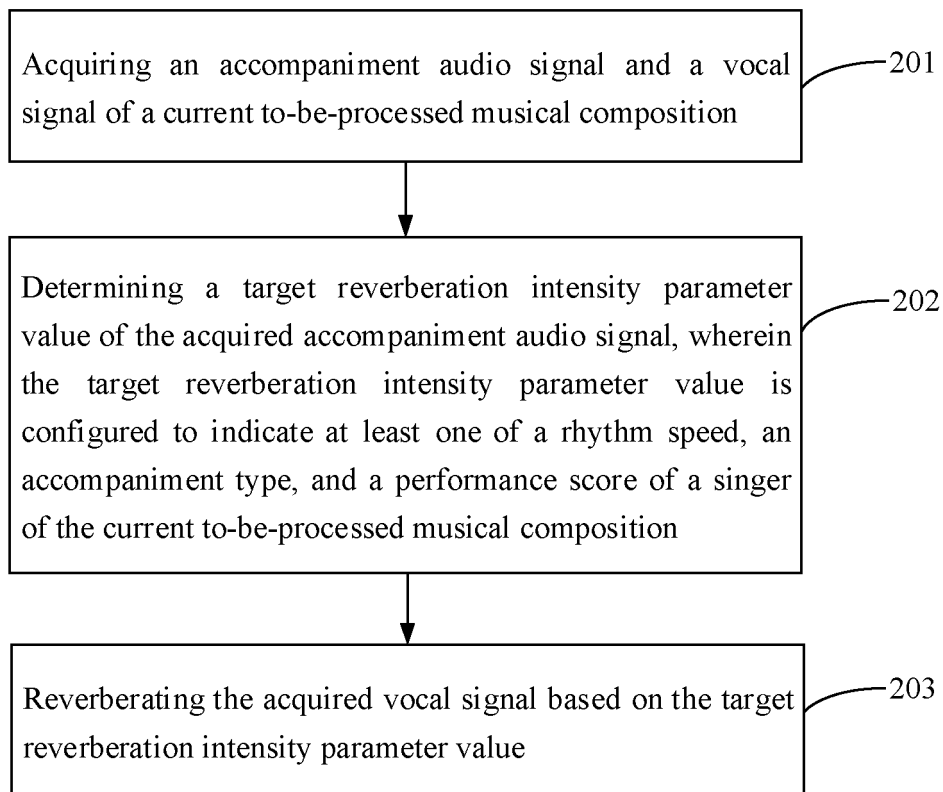 Acquiring an accompaniment audio signal and a vocal
signal of a current to-be-processed musical composition
201
Determining a target reverberation intensity parameter
value of the acquired accompaniment audio signal, wherein
the target reverberation intensity parameter value is
configured to indicate at least one of a rhythm speed, an
accompaniment type, and a performance score of a singer
of the current to-be-processed musical composition
202
Reverberating the acquired vocal signal based on the target
reverberation intensity parameter value
203